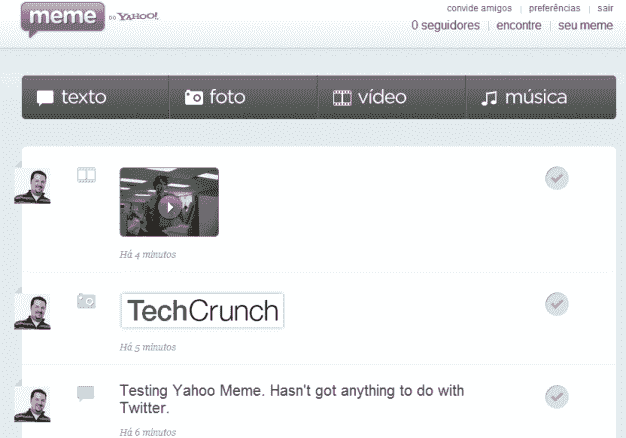 meme do YAHOO!
convide amigos | preferências | sair
0 seguidores | encontre | seu meme
texto foto vídeo música
Há 4 minutos
TechCrunch
Há 5 minutos
Testing Yahoo Meme. Hasn't got anything to do with
Twitter.
Há 6 minutos